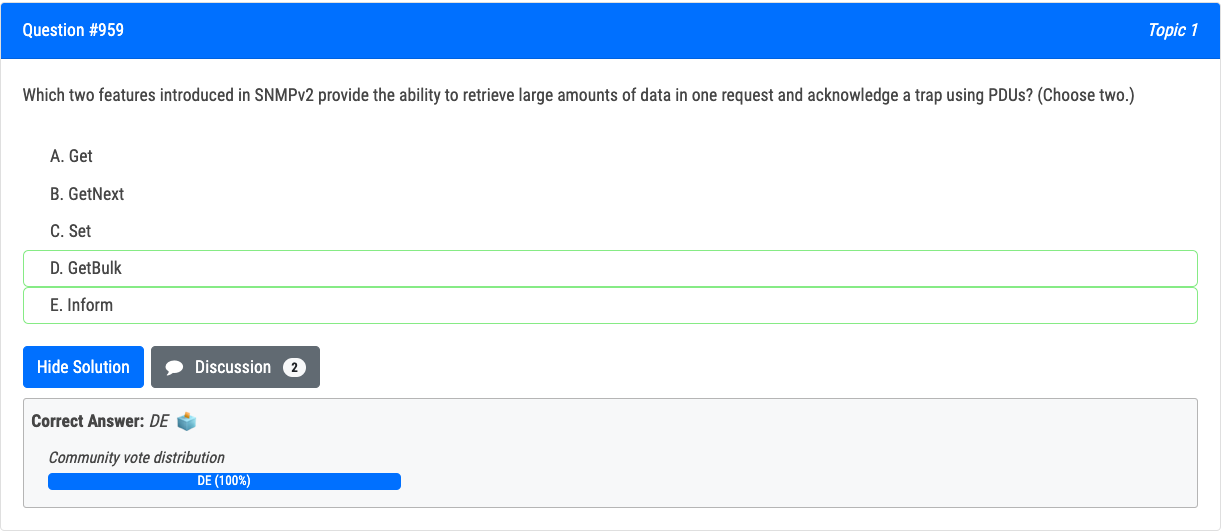 Question #959
Topic 1
Which two features introduced in SNMPv2 provide the ability to retrieve large amounts of data in one request and acknowledge a trap using PDUs? (Choose two.)
A. Get
B. GetNext
C. Set
D. GetBulk
E. Inform
Hide Solution
Discussion 2
Correct Answer: DE
Community vote distribution
DE (100%)